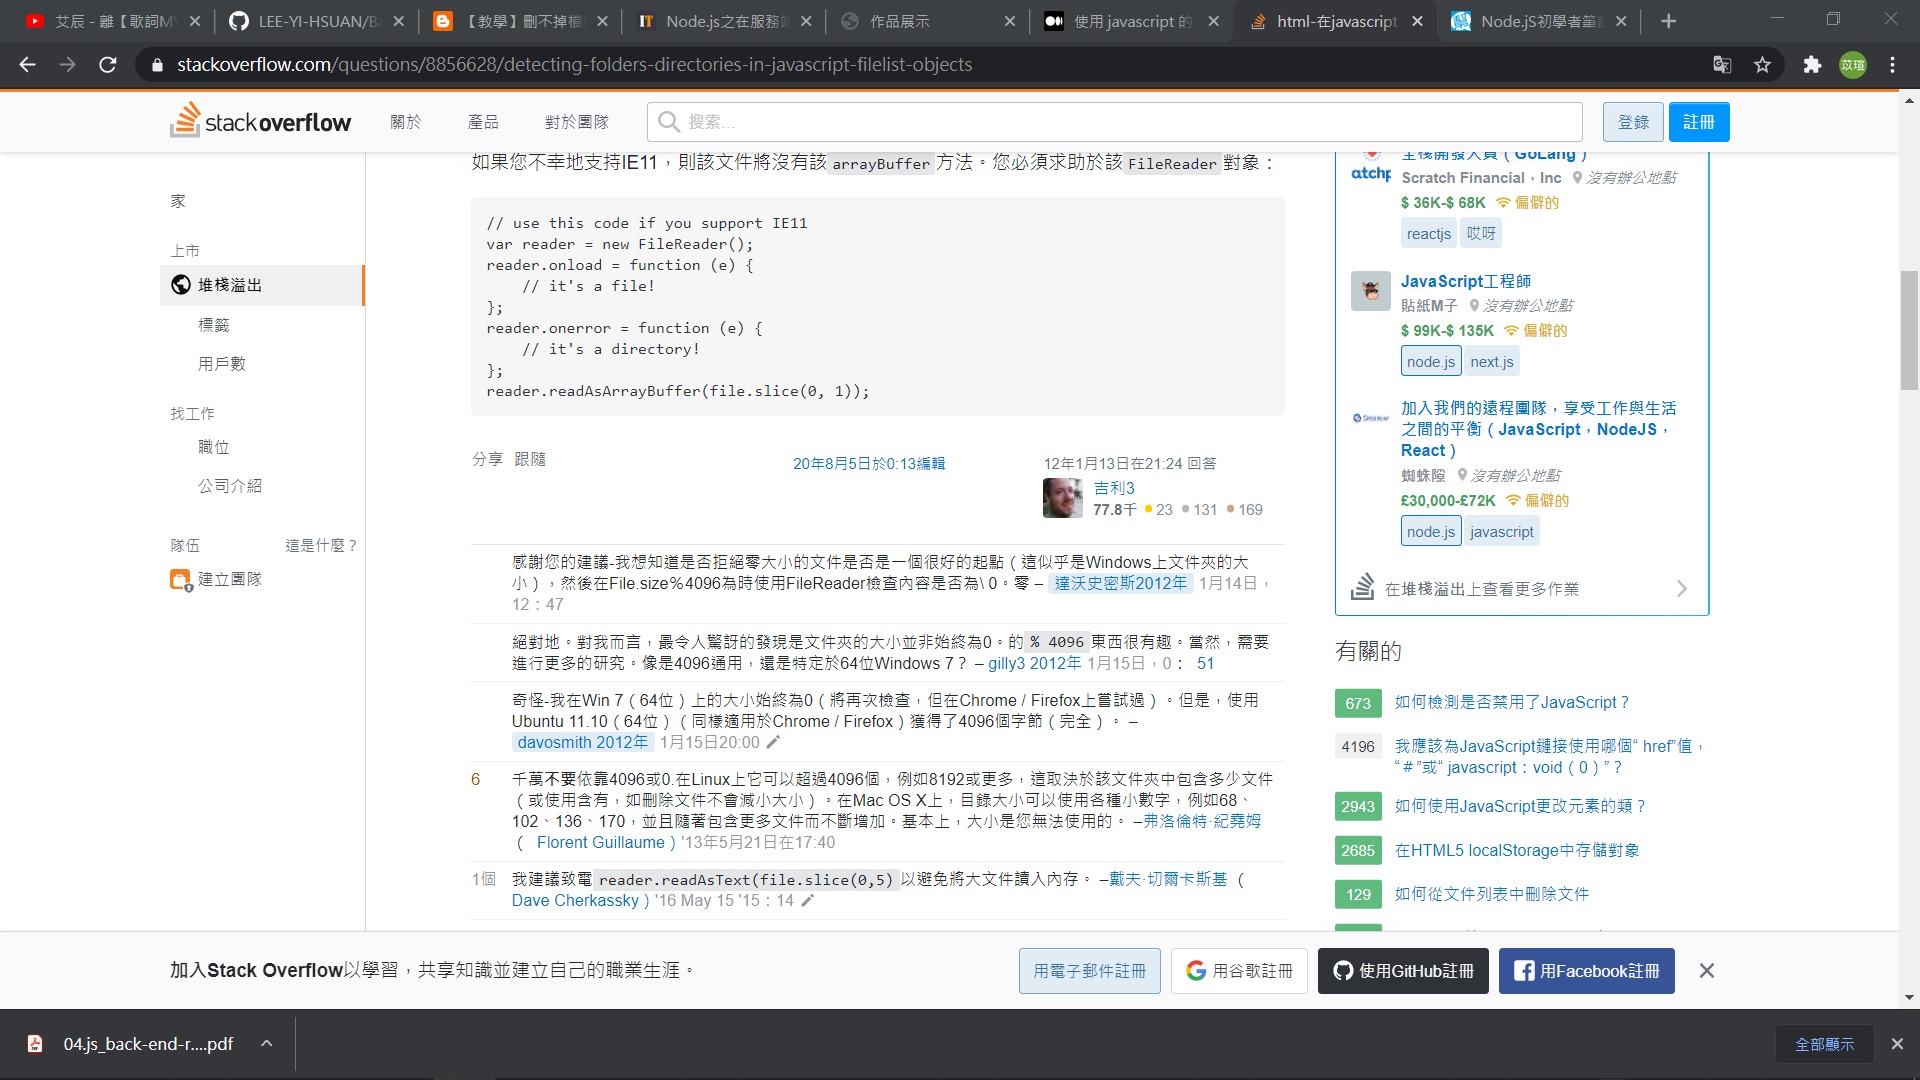 艾辰 - 離【歌詞MV
LEE-YI-HSUAN/Ba
【教學】刪不掉檔
Node.js之在服務端
作品展示
使用 javascript 的
html-在javascript
Node.jS初學者筆記
stackoverflow.com/questions/8856628/detecting-folders-directories-in-javascript-filelist-objects
苡瑄
stackoverflow 關於 產品 對於團隊 搜索... 登錄 註冊
家
上市
堆棧溢出
標籤
用戶數
找工作
職位
公司介紹
隊伍 這是什麼？
建立團隊
如果您不幸地支持IE11，則該文件將沒有該 arrayBuffer 方法。您必須求助於該 FileReader 對象：
// use this code if you support IE11
var reader = new FileReader();
reader.onload = function (e) {
// it's a file!
};
reader.onerror = function (e) {
// it's a directory!
};
reader.readAsArrayBuffer(file.slice(0, 1));
分享 跟隨 20年8月5日於0:13編輯 12年1月13日在21:24 回答
吉利3
77.8千 23 131 169
感謝您的建議-我想知道是否拒絕零大小的文件是否是一個很好的起點（這似乎是Windows上文件夾的大
小），然後在File.size%4096為時使用FileReader檢查內容是否為\ 0。零 – 達沃史密斯2012年 1月14日，
12：47
絕對地。對我而言，最令人驚訝的發現是文件夾的大小並非始終為0。的 % 4096 東西很有趣。當然，需要
進行更多的研究。像是4096通用，還是特定於64位Windows 7？ – gilly3 2012年 1月15日，0： 51
奇怪-我在Win 7（64位）上的大小始終為0（將再次檢查，但在Chrome / Firefox上嘗試過）。但是，使用
Ubuntu 11.10（64位）（同樣適用於Chrome / Firefox）獲得了4096個字節（完全）。 –
davosmith 2012年 1月15日20:00
6 千萬不要依靠4096或0.在Linux上它可以超過4096個，例如8192或更多，這取決於該文件夾中包含多少文件
（或使用含有，如刪除文件不會減小大小）。在Mac OS X上，目錄大小可以使用各種小數字，例如68、
102、136、170，並且隨著包含更多文件而不斷增加。基本上，大小是您無法使用的。 –弗洛倫特·紀堯姆
（ Florent Guillaume ) '13年5月21日在17:40
1個 我建議致電 reader.readAsText(file.slice(0,5) 以避免將大文件讀入內存。 –戴夫·切爾卡斯基 （
Dave Cherkassky ) '16 May 15 '15：14
全棧開發人員（GoLang）
atchp
Scratch Financial，Inc 沒有辦公地點
$ 36K-$ 68K 偏僻的
reactjs 哎呀
JavaScript工程師
貼紙M子 沒有辦公地點
$ 99K-$ 135K 偏僻的
node.js next.js
加入我們的遠程團隊，享受工作與生活
之間的平衡（JavaScript，NodeJS，
React）
蜘蛛隙 沒有辦公地點
£30,000-£72K 偏僻的
node.js javascript
在堆棧溢出上查看更多作業
有關的
673 如何檢測是否禁用了JavaScript？
4196 我應該為JavaScript鏈接使用哪個“ href”值，
“＃”或“ javascript：void（0）”？
2943 如何使用JavaScript更改元素的類？
2685 在HTML5 localStorage中存儲對象
129 如何從文件列表中刪除文件
加入Stack Overflow以學習，共享知識並建立自己的職業生涯。 用電子郵件註冊 用谷歌註冊 使用GitHub註冊 用Facebook註冊
04.js_back-end-r....pdf 全部顯示